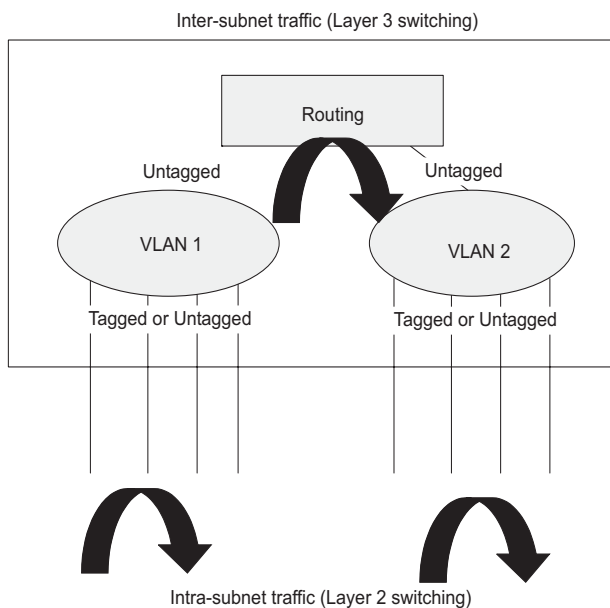 Inter-subnet traffic (Layer 3 switching)
Routing
Untagged
Untagged
VLAN 1
VLAN 2
Tagged or Untagged
Tagged or Untagged
Intra-subnet traffic (Layer 2 switching)